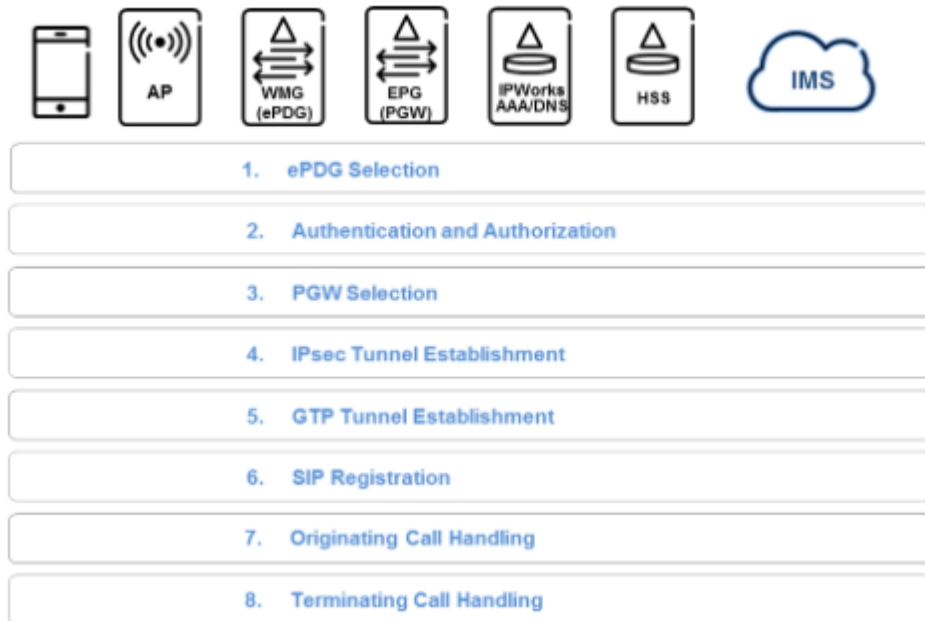 AP
WMG
(ePDG)
EPG
(PGW)
IPWorks
AAA/DNS
HSS
IMS
1. ePDG Selection
2. Authentication and Authorization
3. PGW Selection
4. IPsec Tunnel Establishment
5. GTP Tunnel Establishment
6. SIP Registration
7. Originating Call Handling
8. Terminating Call Handling